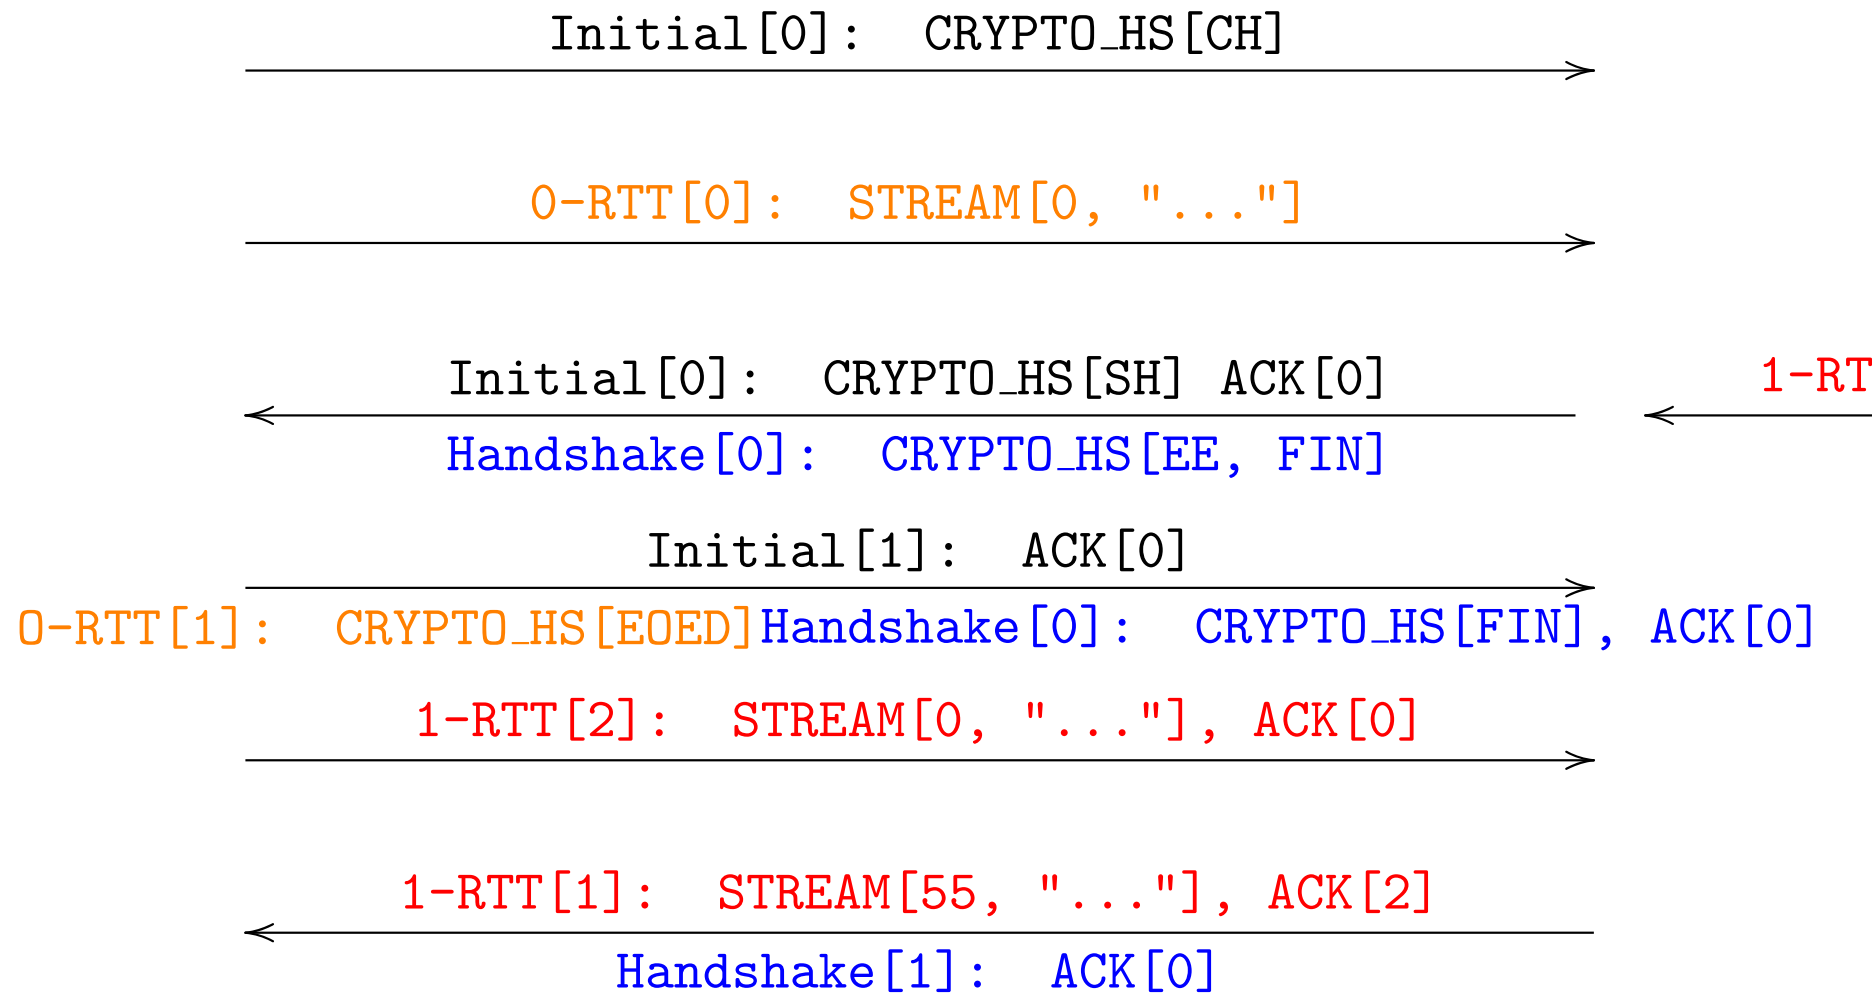 Initial[0]: CRYPTO_HS[CH]
0-RTT[0]: STREAM[0, "..."]
Initial[0]: CRYPTO_HS[SH] ACK[0]
1-RT
Handshake[0]: CRYPTO_HS[EE, FIN]
Initial[1]: ACK[0]
0-RTT[1]: CRYPTO_HS[EOED] Handshake[0]: CRYPTO_HS[FIN], ACK[0]
1-RTT[2]: STREAM[0, "..."], ACK[0]
1-RTT[1]: STREAM[55, "..."], ACK[2]
Handshake[1]: ACK[0]